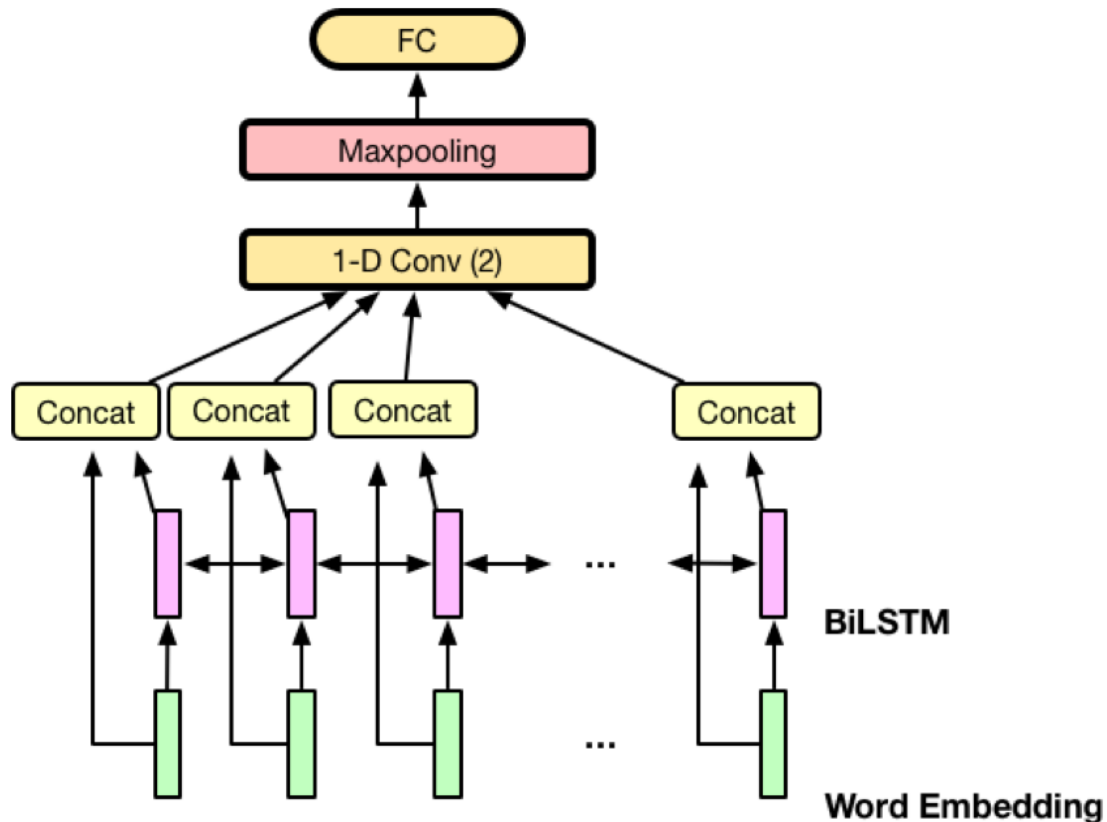 FC
Maxpooling
1-D Conv (2)
Concat Concat Concat Concat
...
BiLSTM
...
Word Embedding